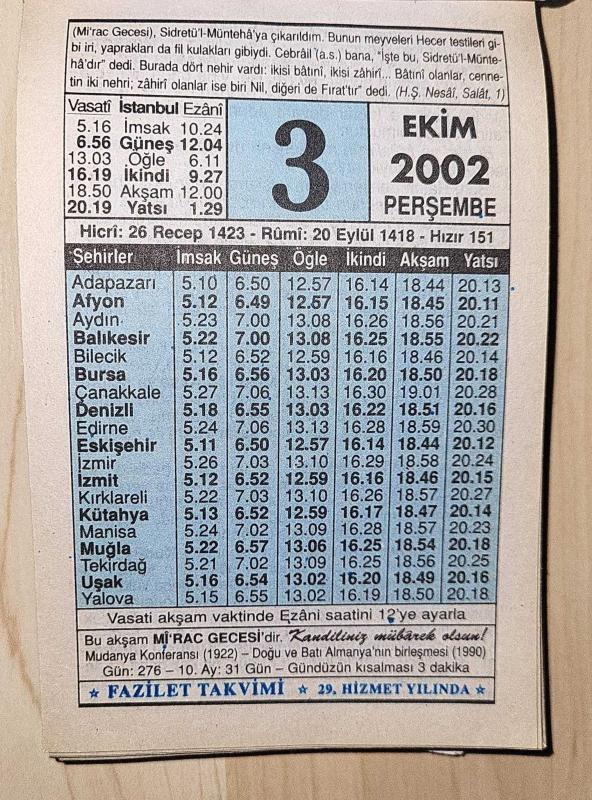 (Mi'rac Gecesi), Sidretü'l-Müntehâ'ya çıkarıldım. Bunun meyveleri Hecer testileri gi-
bi iri, yaprakları da fil kulakları gibiydi. Cebrâil (a.s.) bana, "İşte bu, Sidretü'l-Münte-
hâ'dır" dedi. Burada dört nehir vardı: ikisi bâtınî, ikisi zâhirî... Bâtınî olanlar, cenne-
tin iki nehri; zâhirî olanlar ise biri Nil, diğeri de Fırat'tır" dedi. (H.Ş. Nesâî, Salât, 1)
Vasatî İstanbul Ezânî
5.16 İmsak 10.24
6.56 Güneş 12.04
13.03 Öğle 6.11
16.19 İkindi 9.27
18.50 Akşam 12.00
20.19 Yatsı 1.29
3
EKİM
2002
PERŞEMBE
Hicrî: 26 Recep 1423 - Rûmî: 20 Eylül 1418 - Hızır 151
Şehirler İmsak Güneş Öğle İkindi Akşam Yatsı
Adapazarı 5.10 6.50 12.57 16.14 18.44 20.13
Afyon 5.12 6.49 12.57 16.15 18.45 20.11
Aydın 5.23 7.00 13.08 16.26 18.56 20.21
Balıkesir 5.22 7.00 13.08 16.25 18.55 20.22
Bilecik 5.12 6.52 12.59 16.16 18.46 20.14
Bursa 5.16 6.56 13.03 16.20 18.50 20.18
Çanakkale 5.27 7.06 13.13 16.30 19.01 20.28
Denizli 5.18 6.55 13.03 16.22 18.51 20.16
Edirne 5.24 7.06 13.13 16.28 18.59 20.30
Eskişehir 5.11 6.50 12.57 16.14 18.44 20.12
İzmir 5.26 7.03 13.10 16.29 18.58 20.24
İzmit 5.12 6.52 12.59 16.16 18.46 20.15
Kırklareli 5.22 7.03 13.10 16.26 18.57 20.27
Kütahya 5.13 6.52 12.59 16.17 18.47 20.14
Manisa 5.24 7.02 13.09 16.28 18.57 20.23
Muğla 5.22 6.57 13.06 16.25 18.54 20.18
Tekirdağ 5.21 7.02 13.09 16.25 18.56 20.25
Uşak 5.16 6.54 13.02 16.20 18.49 20.16
Yalova 5.15 6.55 13.02 16.19 18.50 20.18
Vasati akşam vaktinde Ezâni saatini 12'ye ayarla
Bu akşam MÎ'RAC GECESİ'dir. Kandiliniz mübârek olsun!
Mudanya Konferansı (1922) – Doğu ve Batı Almanya'nın birleşmesi (1990)
Gün: 276 – 10. Ay: 31 Gün – Gündüzün kısalması 3 dakika
★ FAZİLET TAKVİMİ ★ 29. HİZMET YILINDA ★